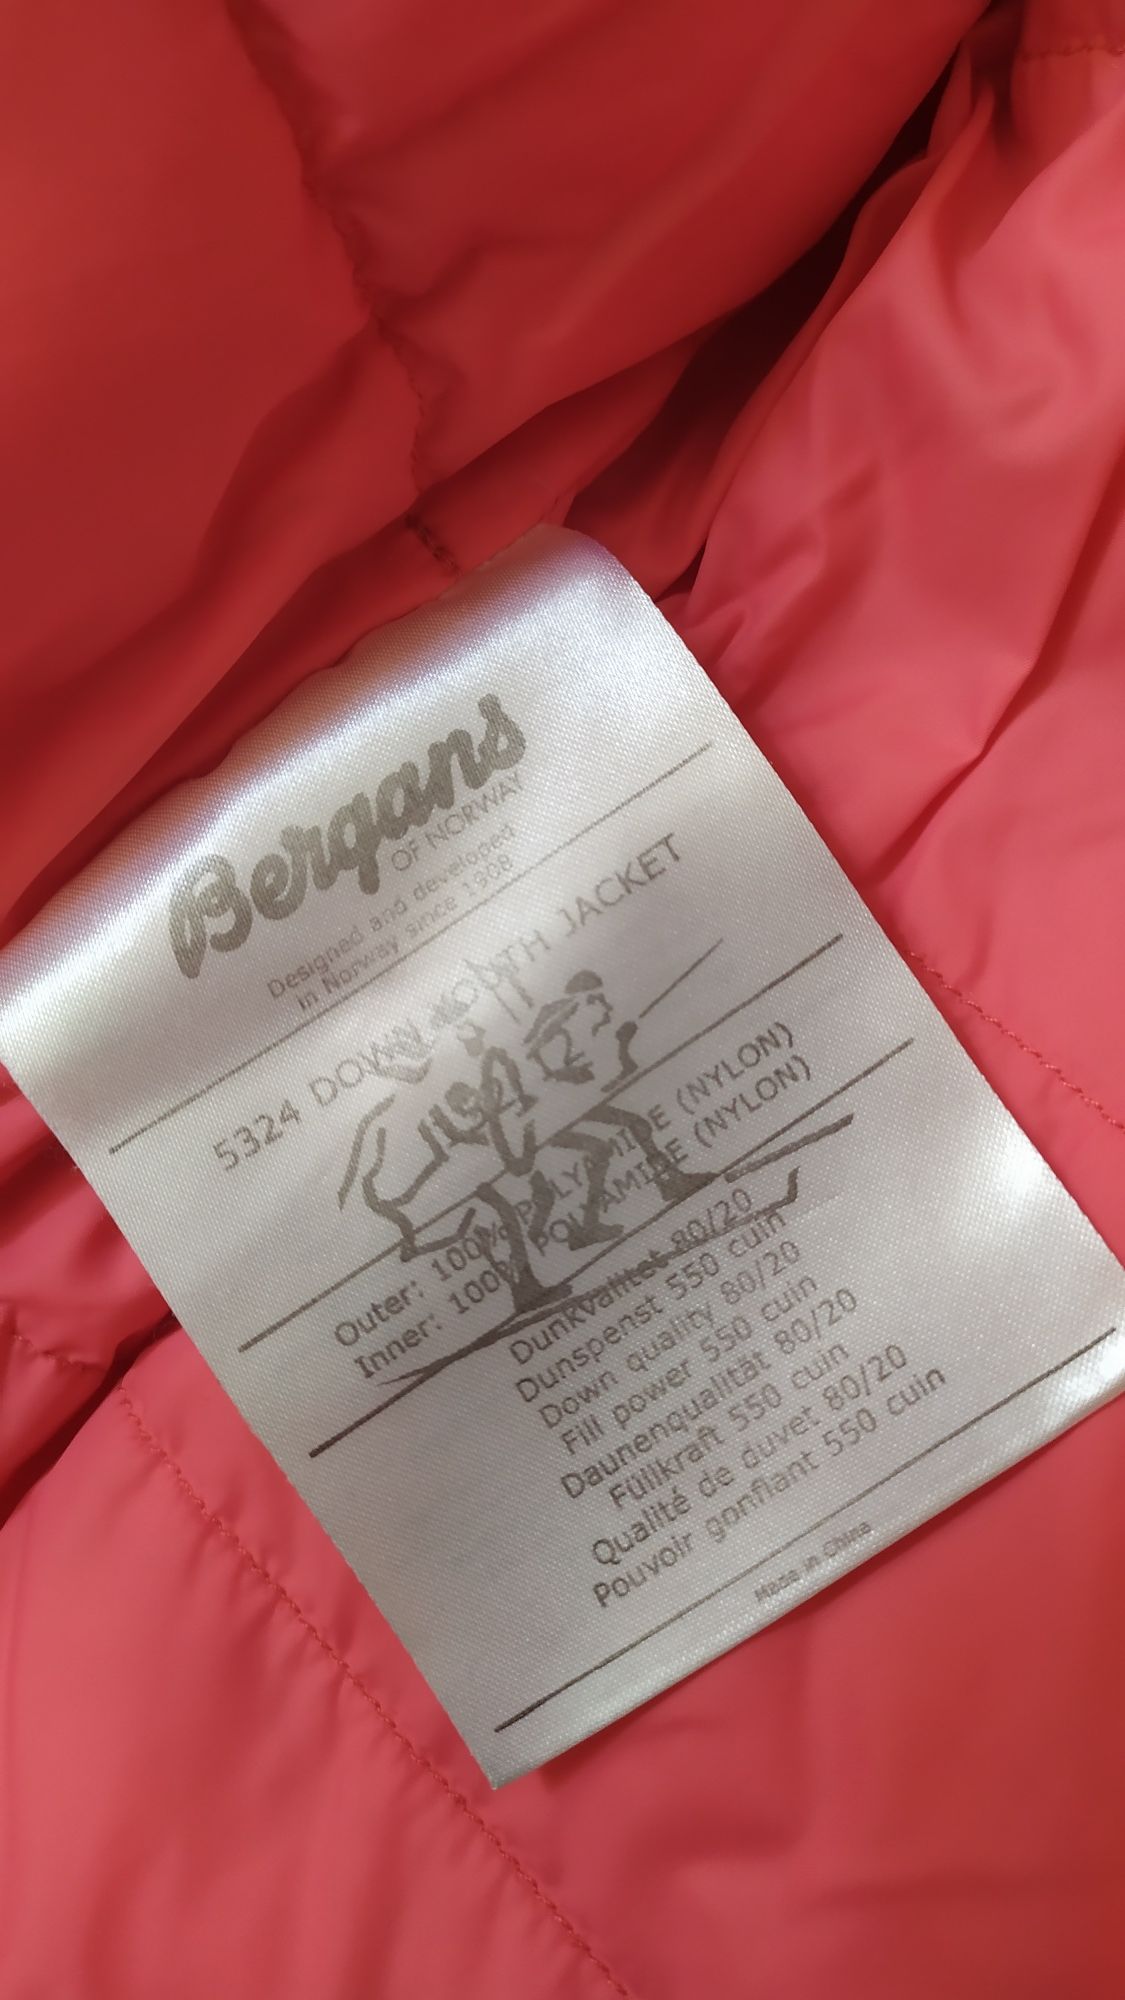 Bergans
OF NORWAY
Designed and developed
in Norway since 1908
5324 DOWN NORTH JACKET
Outer: 100% POLYAMIDE (NYLON)
Inner: 100% POLYAMIDE (NYLON)
Dunkvalitet 80/20
Dunspenst 550 cuin
Down quality 80/20
Fill power 550 cuin
Daunenqualität 80/20
Füllkraft 550 cuin
Qualité de duvet 80/20
Pouvoir gonflant 550 cuin
Made in China